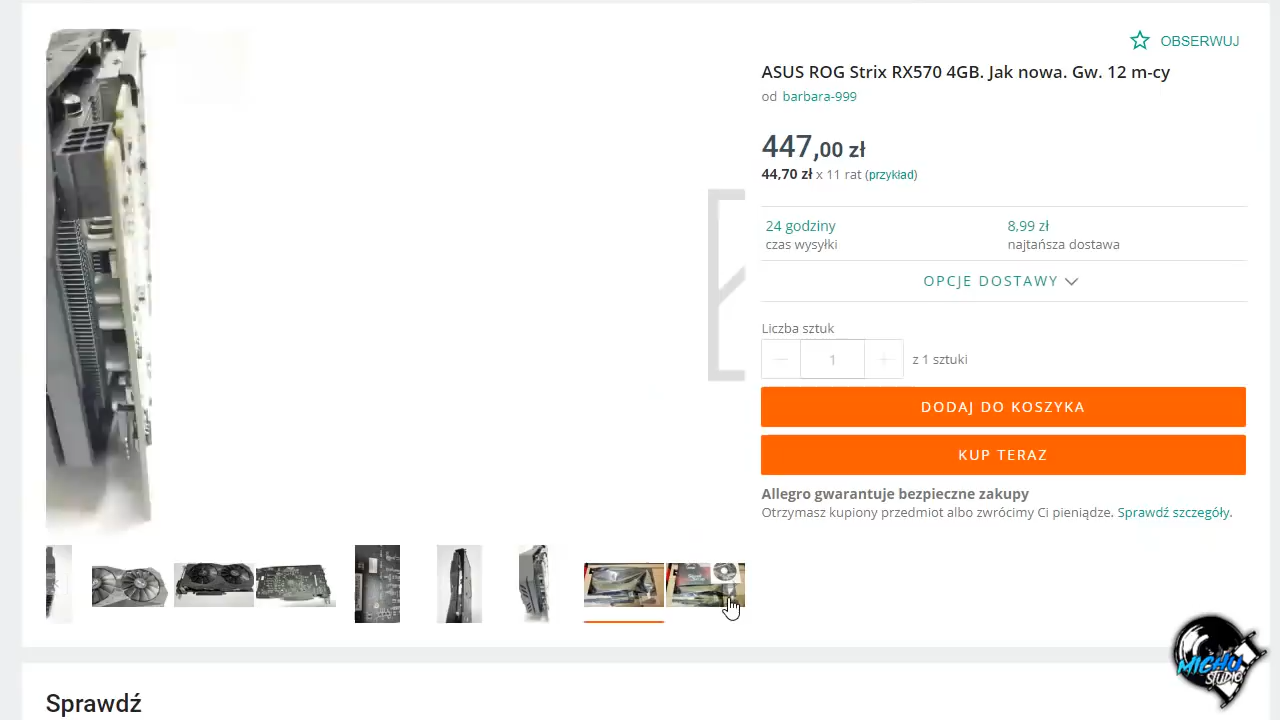 OBSERWUJ
ASUS ROG Strix RX570 4GB. Jak nowa. Gw. 12 m-cy
od barbara-999
447,00 zł
44,70 zł x 11 rat (przykład)
24 godziny
czas wysyłki
8,99 zł
najtańsza dostawa
OPCJE DOSTAWY
Liczba sztuk
1
z 1 sztuki
DODAJ DO KOSZYKA
KUP TERAZ
Allegro gwarantuje bezpieczne zakupy
Otrzymasz kupiony przedmiot albo zwrócimy Ci pieniądze. Sprawdź szczegóły.
MICHU
STUDIO
Sprawdź